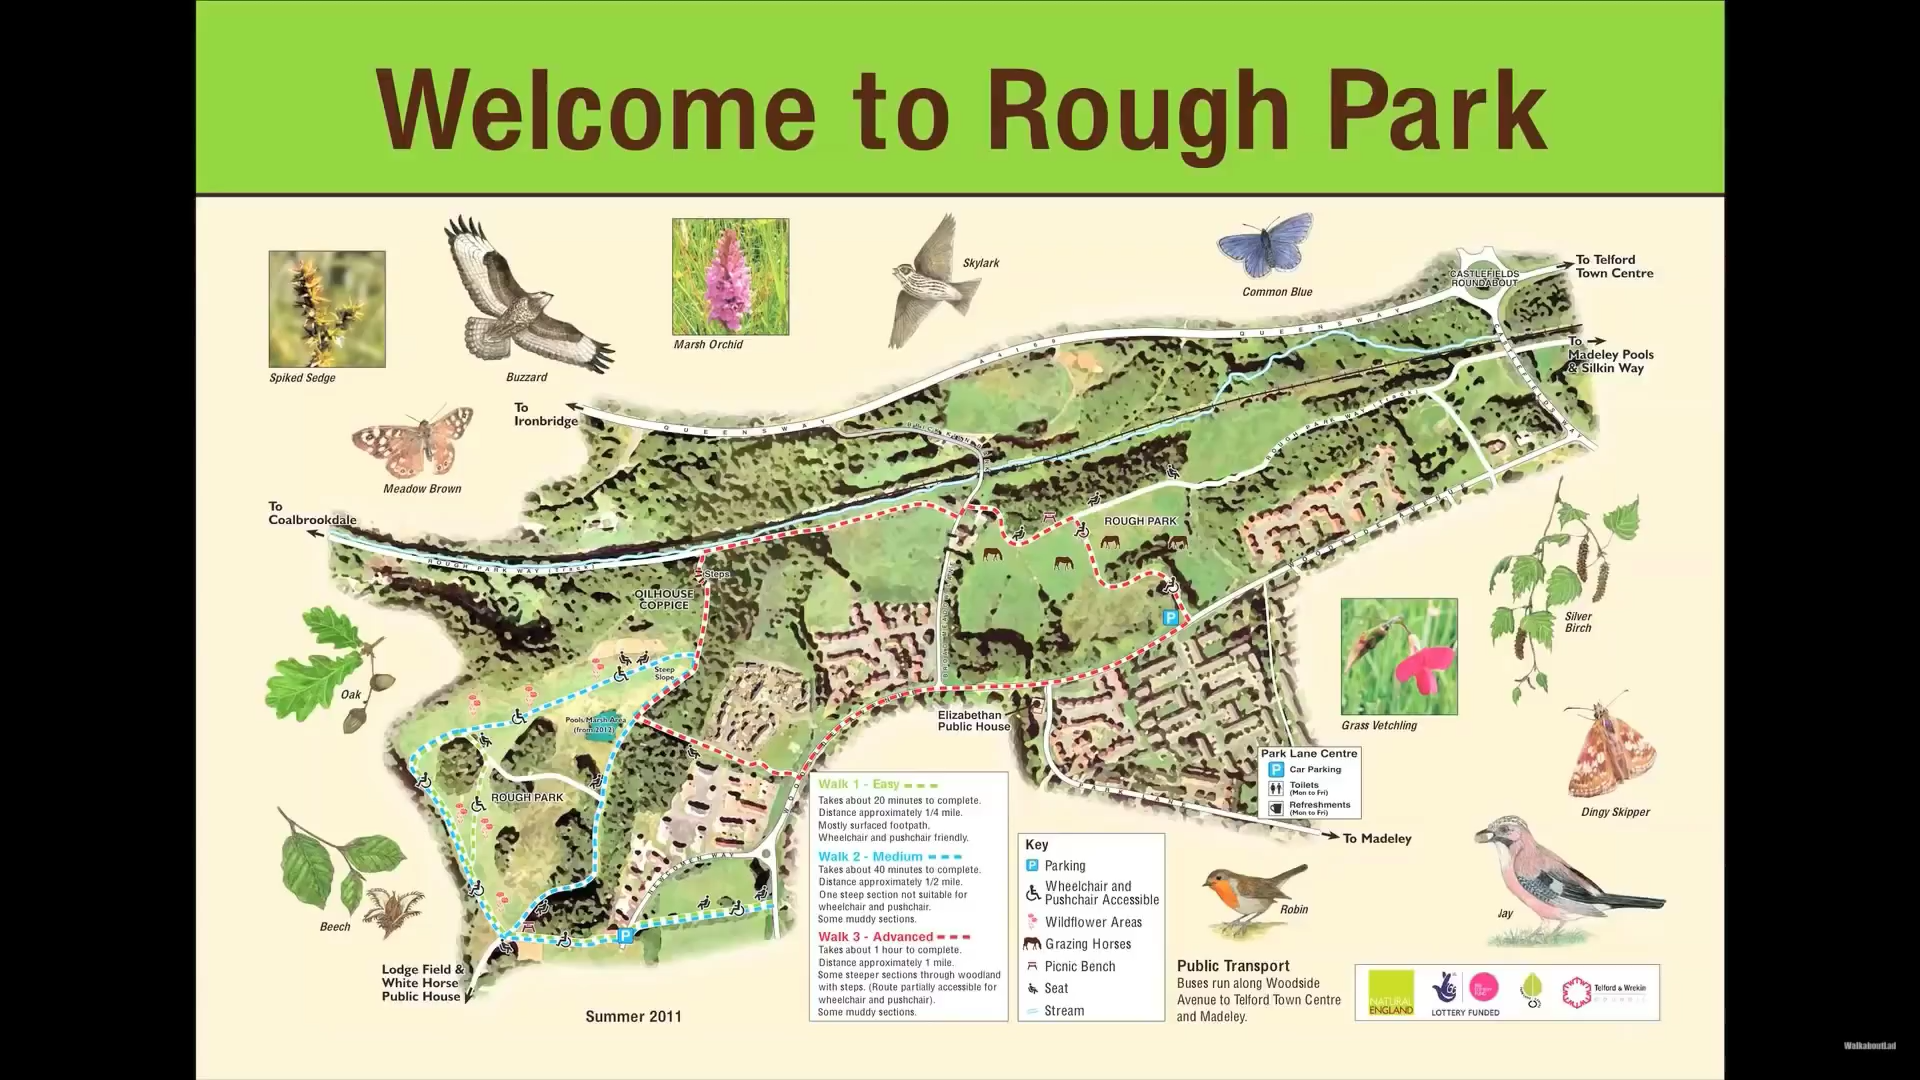 Welcome to Rough Park
Spiked Sedge
Buzzard
Marsh Orchid
Skylark
Common Blue
CASTLEFIELDS
ROUNDABOUT
To Telford
Town Centre
To
Madeley Pools
& Silkin Way
QUEENSWAY
A4169
To
Ironbridge
QUEENSWAY
Meadow Brown
To
Coalbrookdale
ROUGH PARK WAY (Track)
ROUGH PARK WAY (Track)
ROUGH PARK
WOODSIDE AVENUE
Steps
OILHOUSE
COPPICE
Silver
Birch
Oak
Steep
Slope
Pools/Marsh Area
(from 2012)
Elizabethan
Public House
Grass Vetchling
Park Lane Centre
P Car Parking
Toilets
(Mon to Fri)
Refreshments
(Mon to Fri)
Dingy Skipper
ROUGH PARK
To Madeley
P
NEWCOMEN WAY
P
Beech
Lodge Field &
White Horse
Public House
Summer 2011
Walk 1 - Easy
Takes about 20 minutes to complete.
Distance approximately 1/4 mile.
Mostly surfaced footpath.
Wheelchair and pushchair friendly.
Walk 2 - Medium
Takes about 40 minutes to complete.
Distance approximately 1/2 mile.
One steep section not suitable for
wheelchair and pushchair.
Some muddy sections.
Walk 3 - Advanced
Takes about 1 hour to complete.
Distance approximately 1 mile.
Some steeper sections through woodland
with steps. (Route partially accessible for
wheelchair and pushchair).
Some muddy sections.
Key
P Parking
Wheelchair and
Pushchair Accessible
Wildflower Areas
Grazing Horses
Picnic Bench
Seat
Stream
Robin
Jay
Public Transport
Buses run along Woodside
Avenue to Telford Town Centre
and Madeley.
NATURAL
ENGLAND
LOTTERY FUNDED
Telford & Wrekin
WalkaboutLad